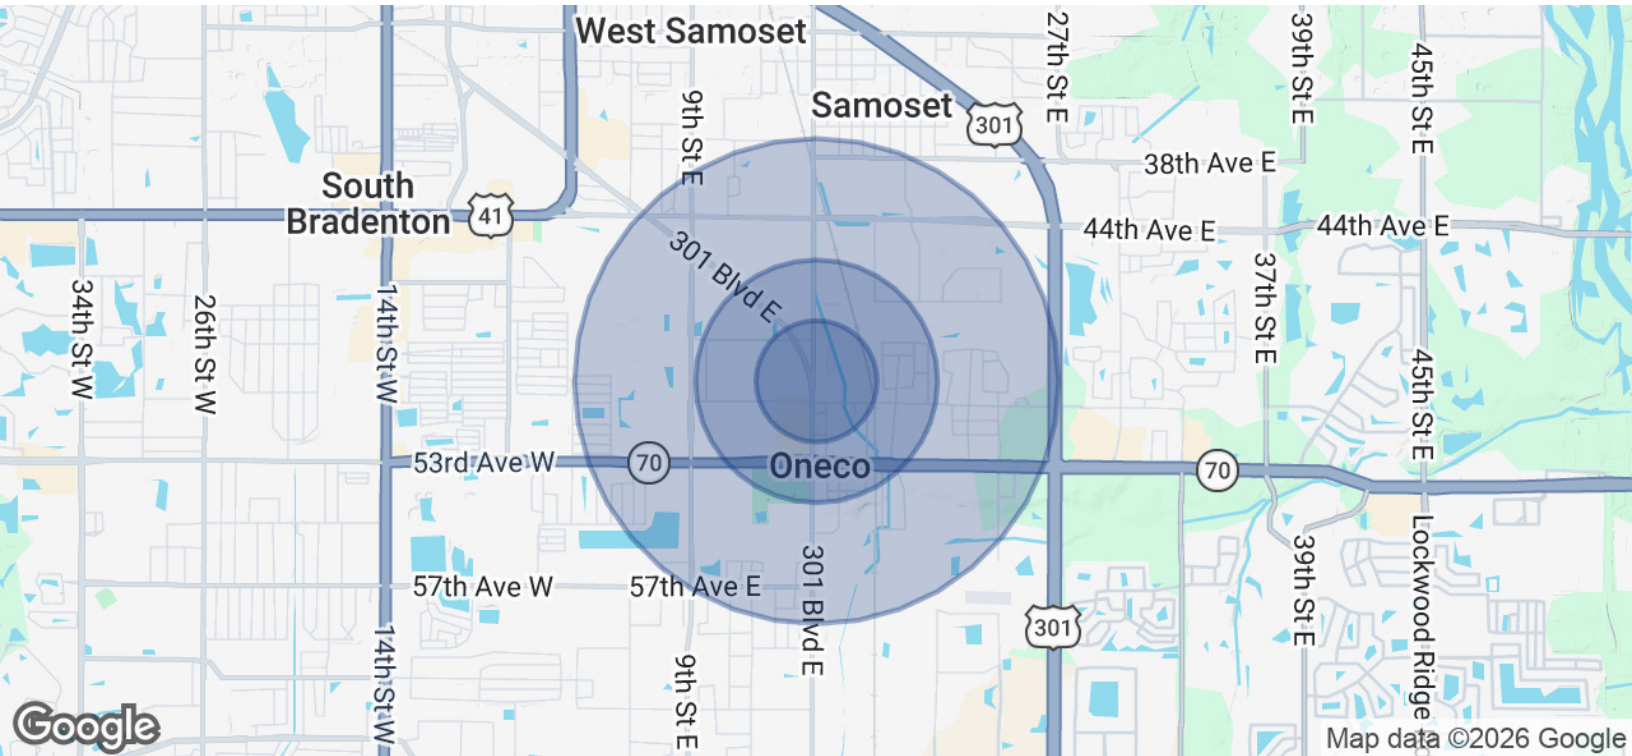 West Samoset
27th St E
39th St E
45th St E
Samoset
301
9th St E
38th Ave E
South
Bradenton
41
44th Ave E
44th Ave E
301 Blvd E
37th St E
34th St W
26th St W
14th St W
45th St E
53rd Ave W
70
Oneco
70
57th Ave W
57th Ave E
301 Blvd E
39th St E
Lockwood Ridge
301
14th St W
9th St E
Google
Map data ©2026 Google